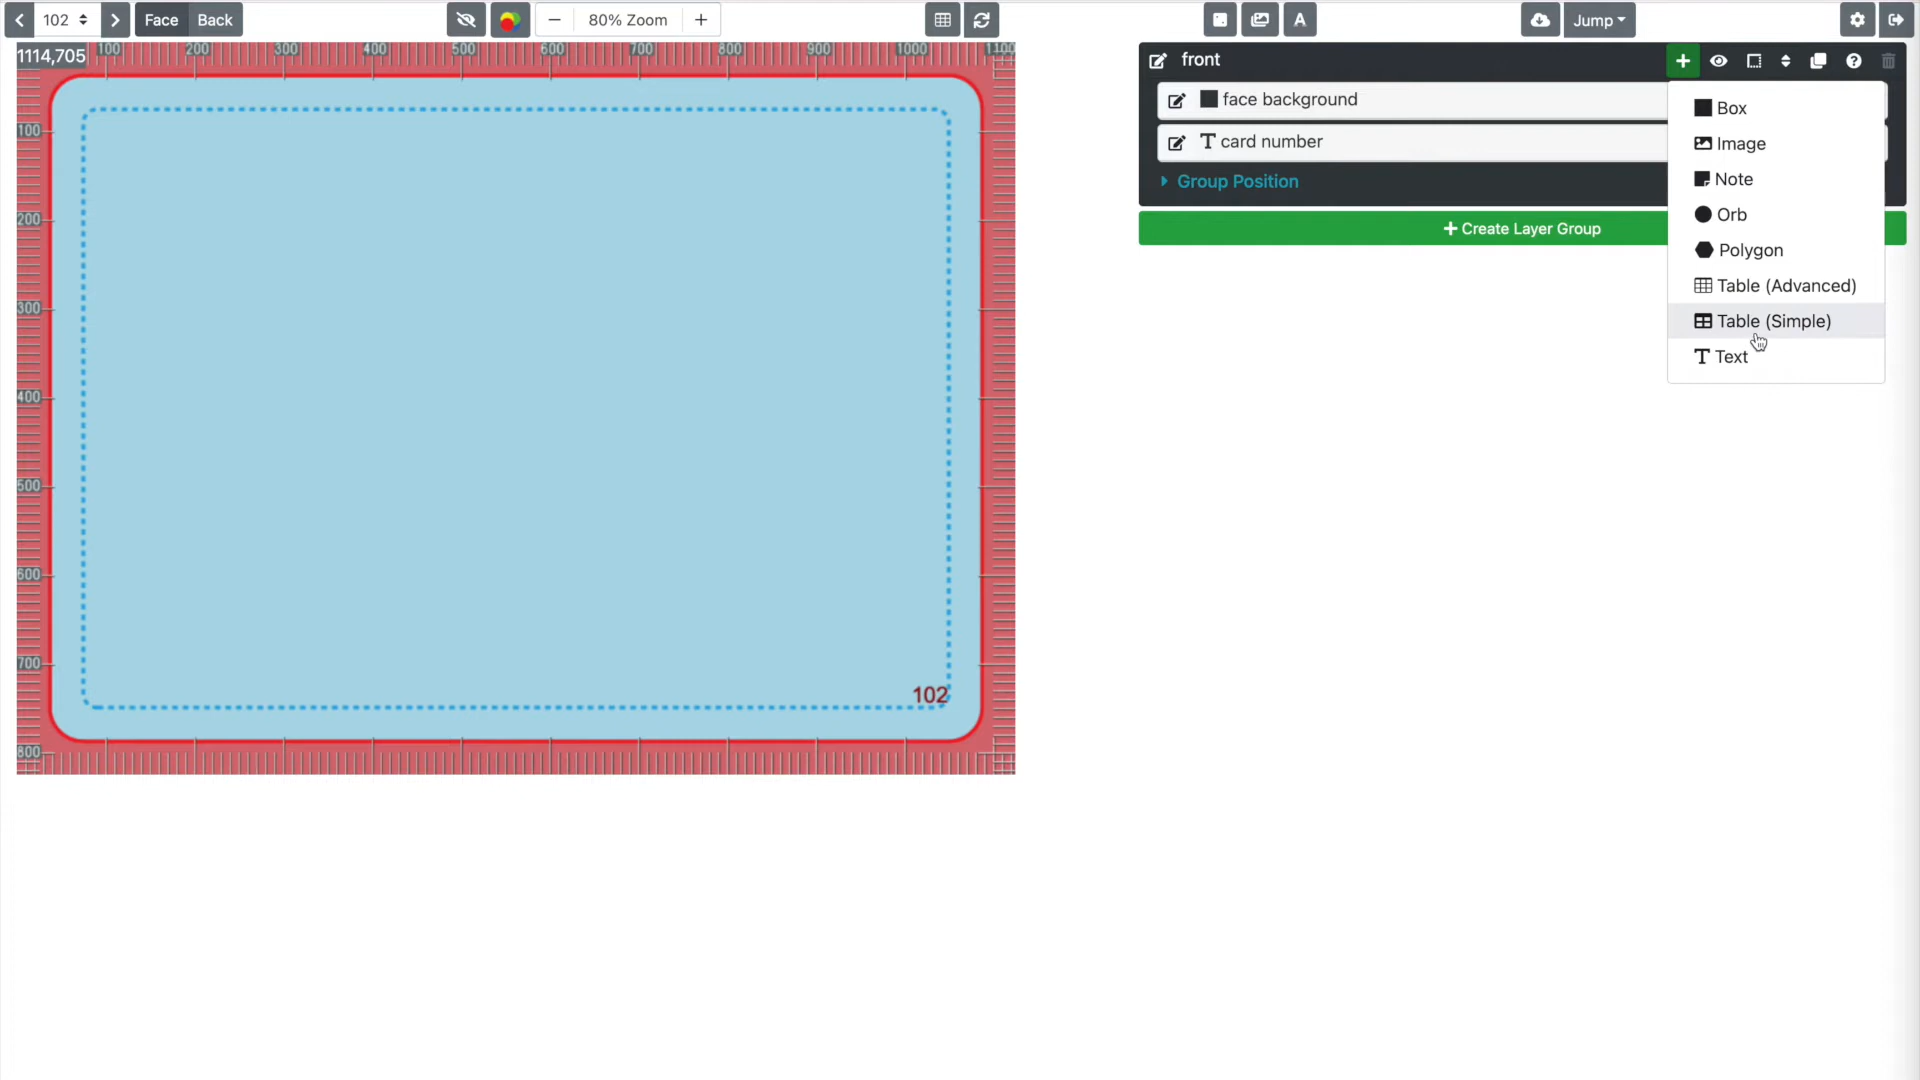 102
Face
Back
80% Zoom
Jump
1114,705
100
200
300
400
500
600
700
800
900
1000
1100
100
200
300
400
500
600
700
800
102
front
face background
card number
Group Position
Create Layer Group
Box
Image
Note
Orb
Polygon
Table (Advanced)
Table (Simple)
Text